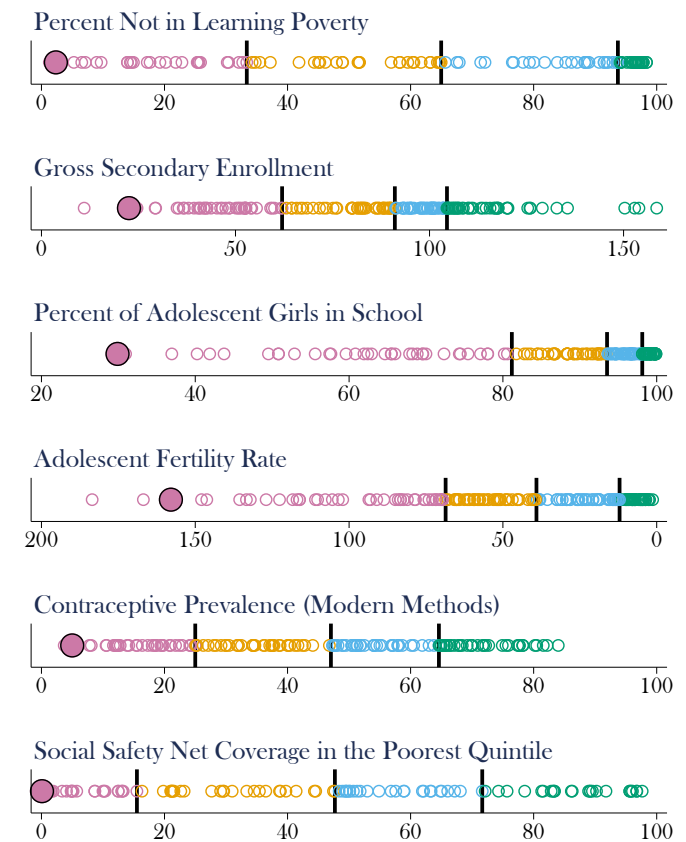 Percent Not in Learning Poverty
0 20 40 60 80 100
Gross Secondary Enrollment
0 50 100 150
Percent of Adolescent Girls in School
20 40 60 80 100
Adolescent Fertility Rate
200 150 100 50 0
Contraceptive Prevalence (Modern Methods)
0 20 40 60 80 100
Social Safety Net Coverage in the Poorest Quintile
0 20 40 60 80 100